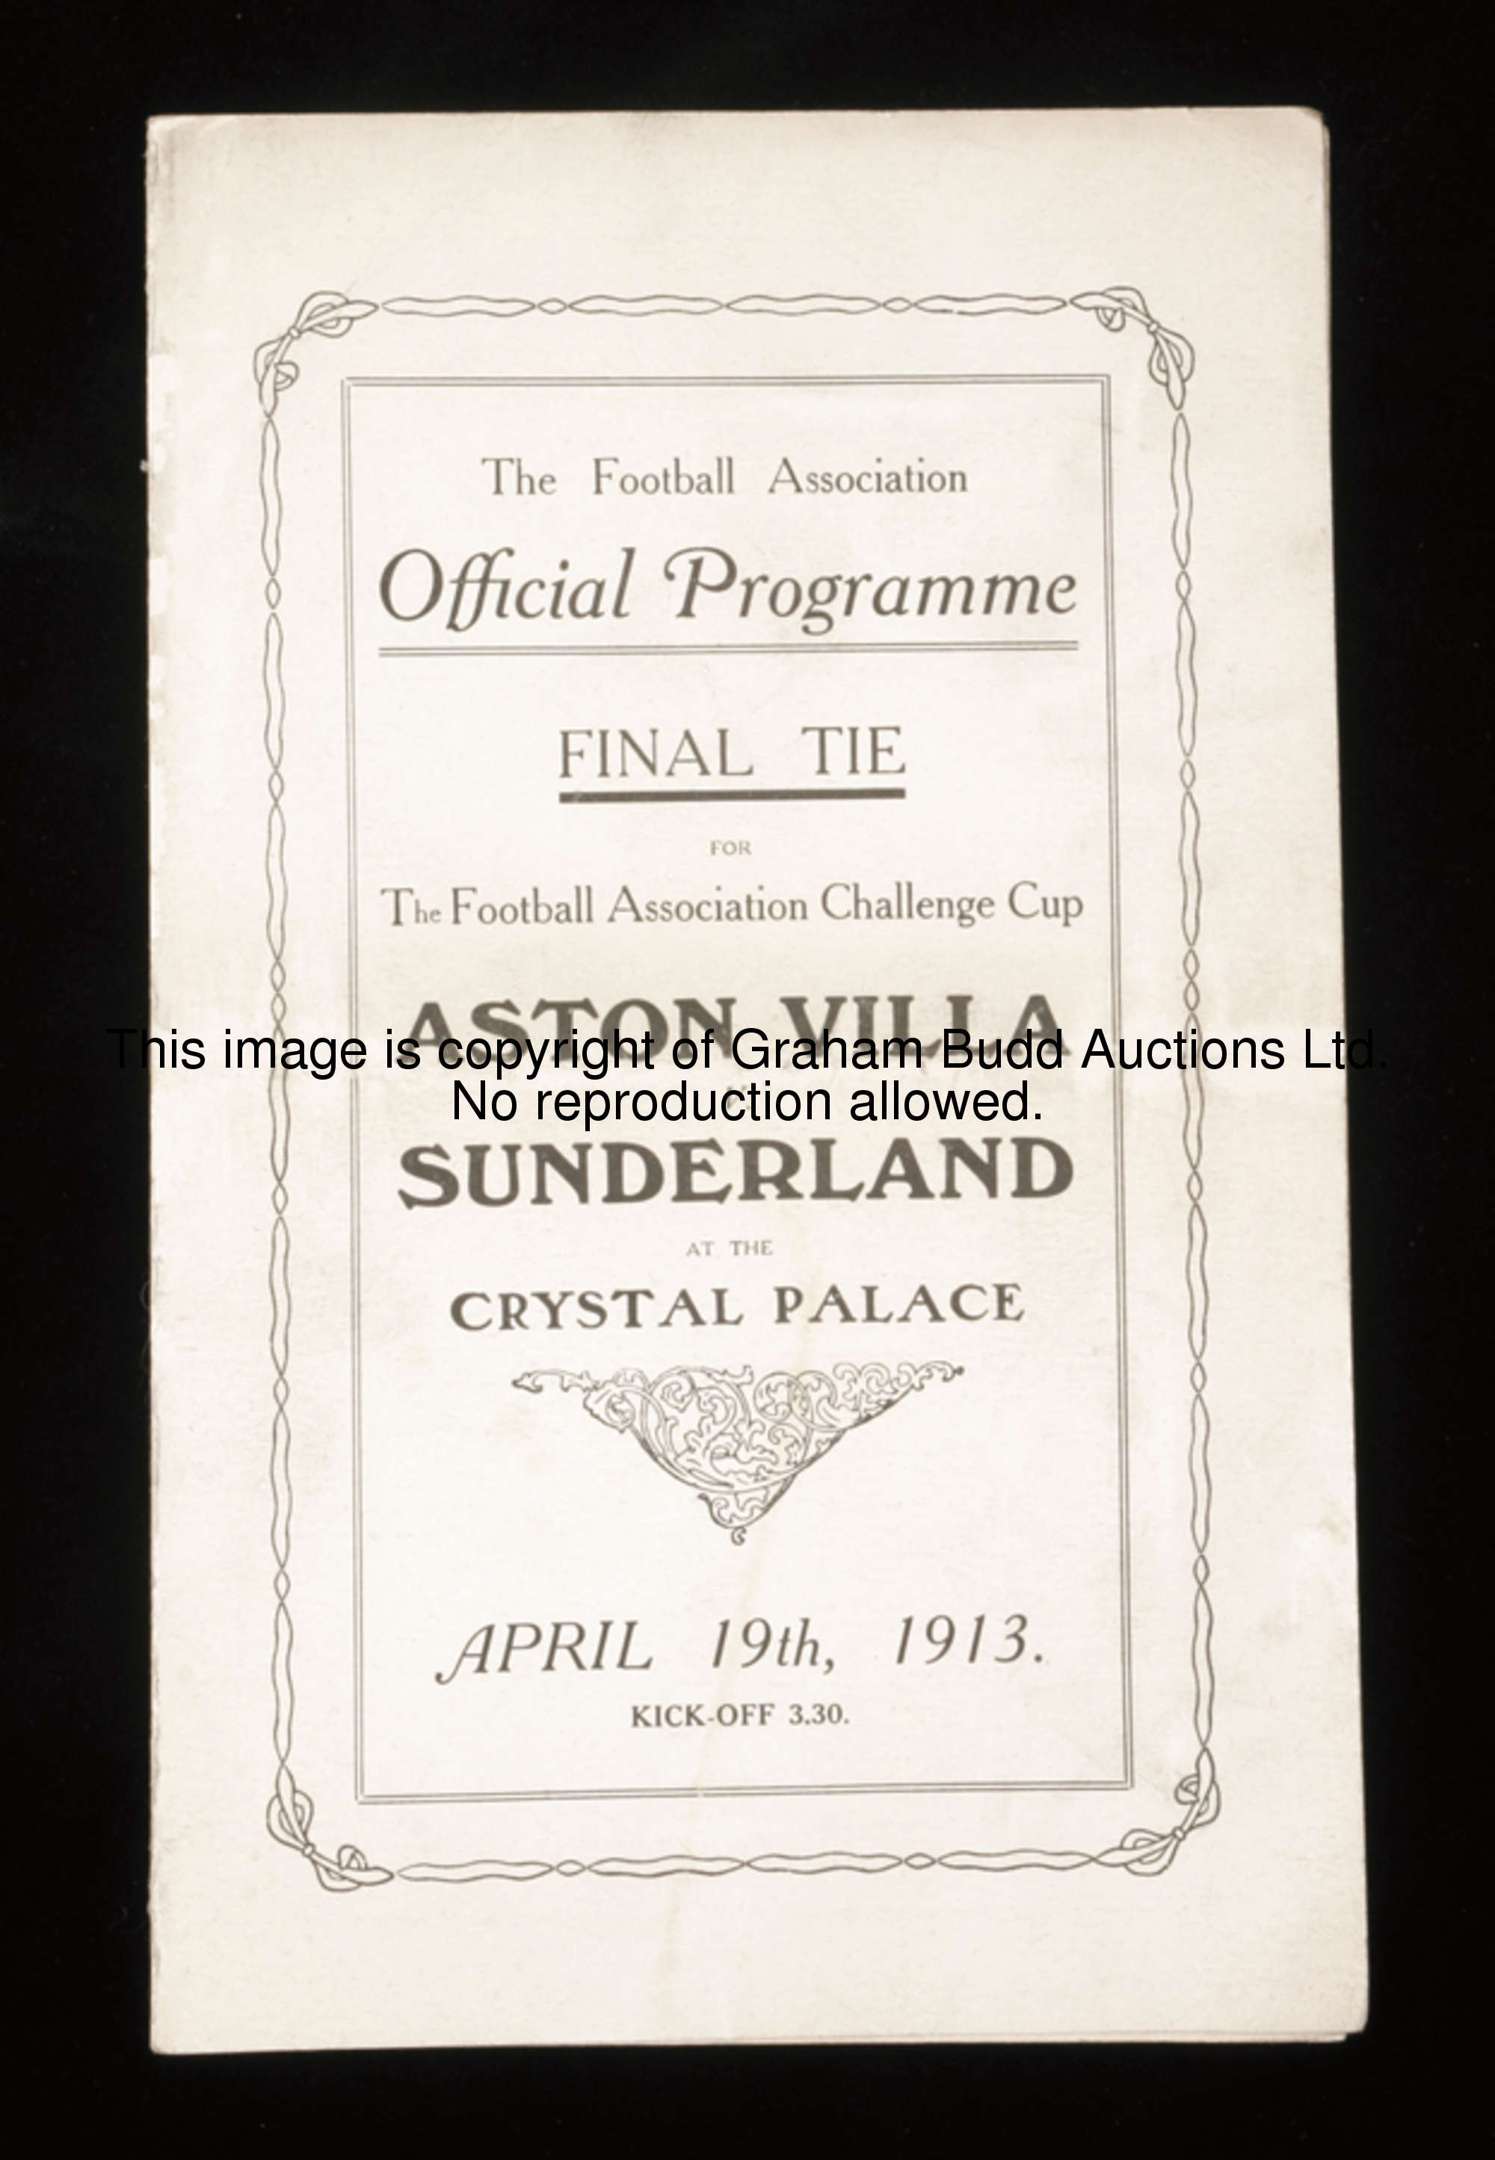 The Football Association
Official Programme
FINAL TIE
FOR
The Football Association Challenge Cup
ASTON VILLA
This image is copyright of Graham Budd Auctions Ltd.
No reproduction allowed.
SUNDERLAND
AT THE
CRYSTAL PALACE
APRIL 19th, 1913.
KICK-OFF 3.30.